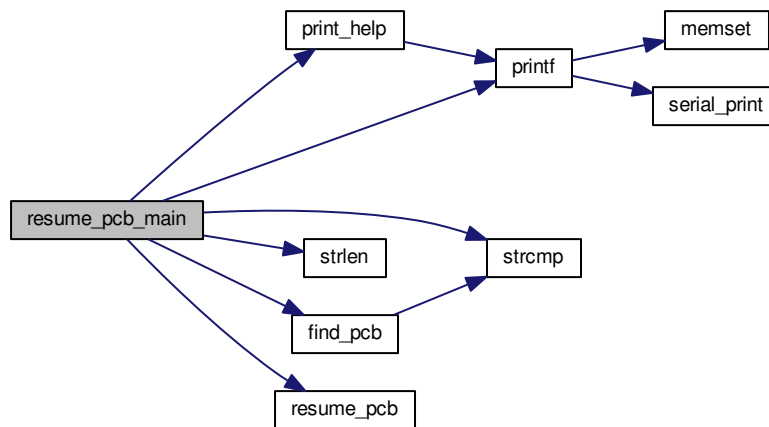 print_help
memset
printf
serial_print
resume_pcb_main
strlen
strcmp
find_pcb
resume_pcb